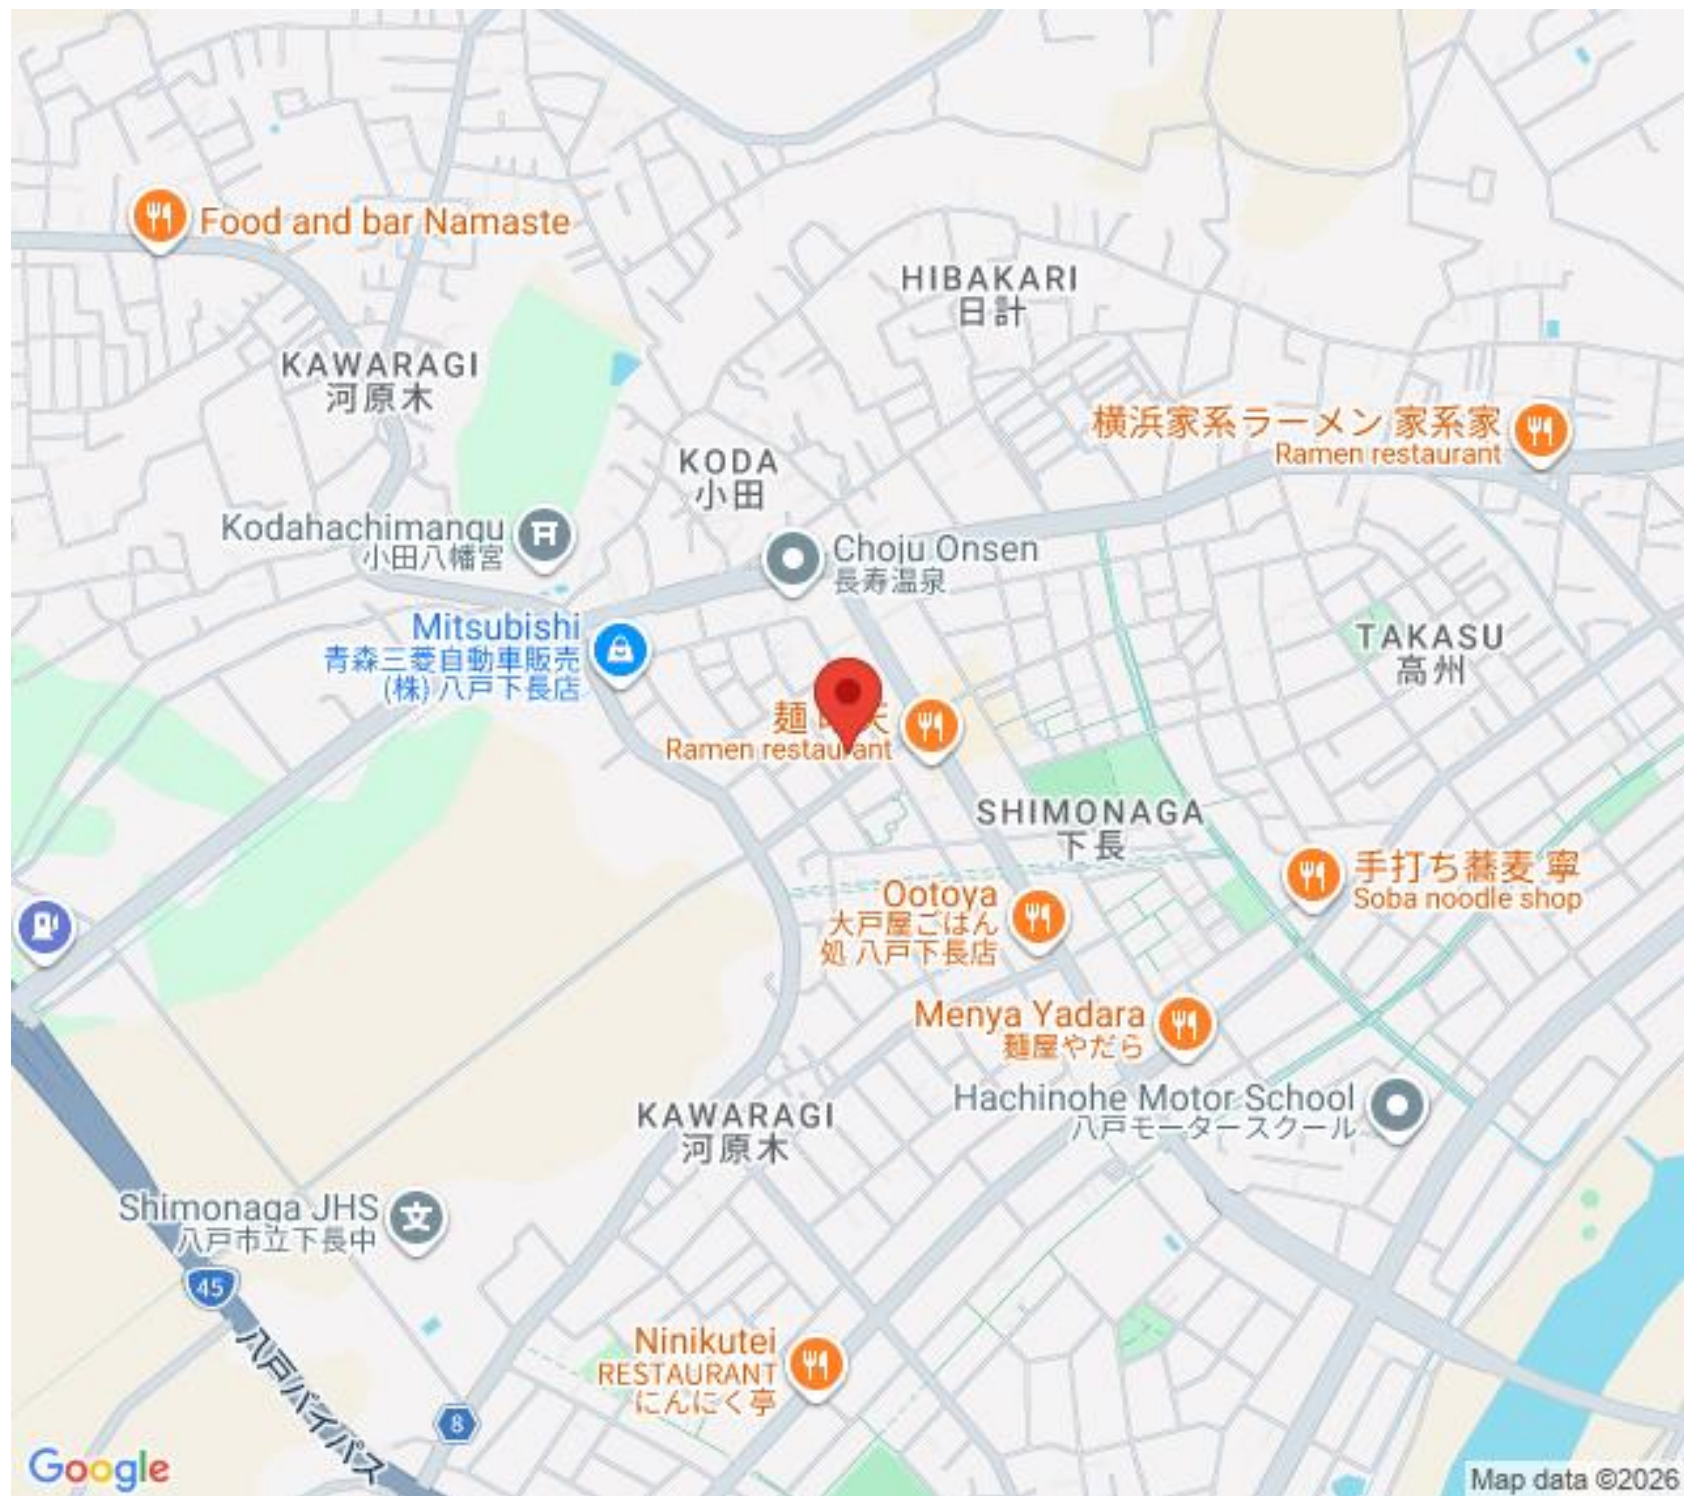 Food and bar Namaste
HIBAKARI
日計
KAWARAGI
河原木
横浜家系ラーメン 家系家
Ramen restaurant
KODA
小田
Kodahachimangu
小田八幡宮
Choju Onsen
長寿温泉
Mitsubishi
青森三菱自動車販売
(株) 八戸下長店
TAKASU
高州
麺
Ramen restaurant
SHIMONAGA
下長
手打ち蕎麦 寧
Soba noodle shop
Ootoya
大戸屋ごはん
処 八戸下長店
Menya Yadara
麺屋やだら
Hachinohe Motor School
八戸モータースクール
KAWARAGI
河原木
Shimonaga JHS
八戸市立下長中
45
八戸バイパス
Ninikutei
RESTAURANT
にんにく亭
8
Google
Map data ©2026